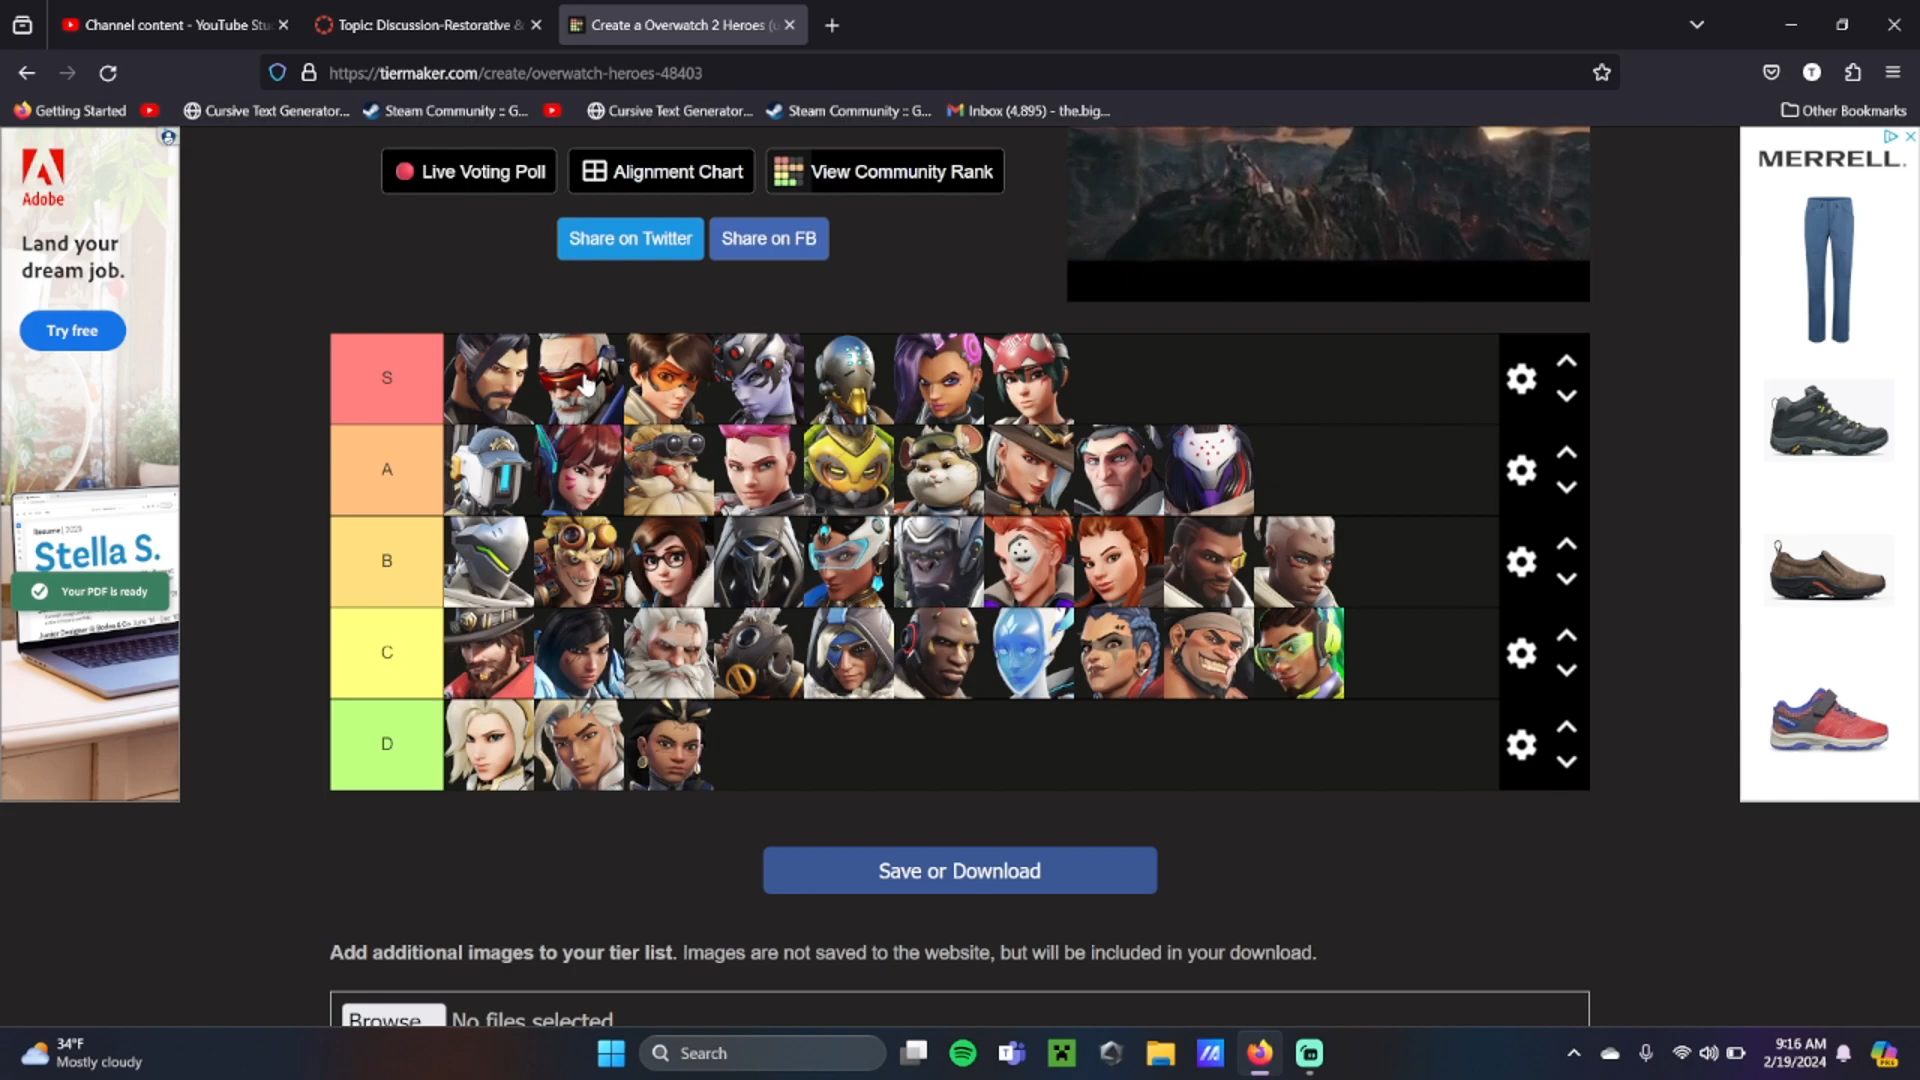 Channel content - YouTube Stu
Topic: Discussion-Restorative &
Create a Overwatch 2 Heroes (u
https://tiermaker.com/create/overwatch-heroes-48403
Getting Started
Cursive Text Generator...
Steam Community :: G...
Cursive Text Generator...
Steam Community :: G...
Inbox (4,895) - the.big...
Other Bookmarks
Adobe
Land your
dream job.
Try free
Stella S.
Your PDF is ready
Live Voting Poll
Alignment Chart
View Community Rank
Share on Twitter
Share on FB
MERRELL.
S
A
B
C
D
Save or Download
Add additional images to your tier list. Images are not saved to the website, but will be included in your download.
Browse...
No files selected.
34°F
Mostly cloudy
Search
9:16 AM
2/19/2024